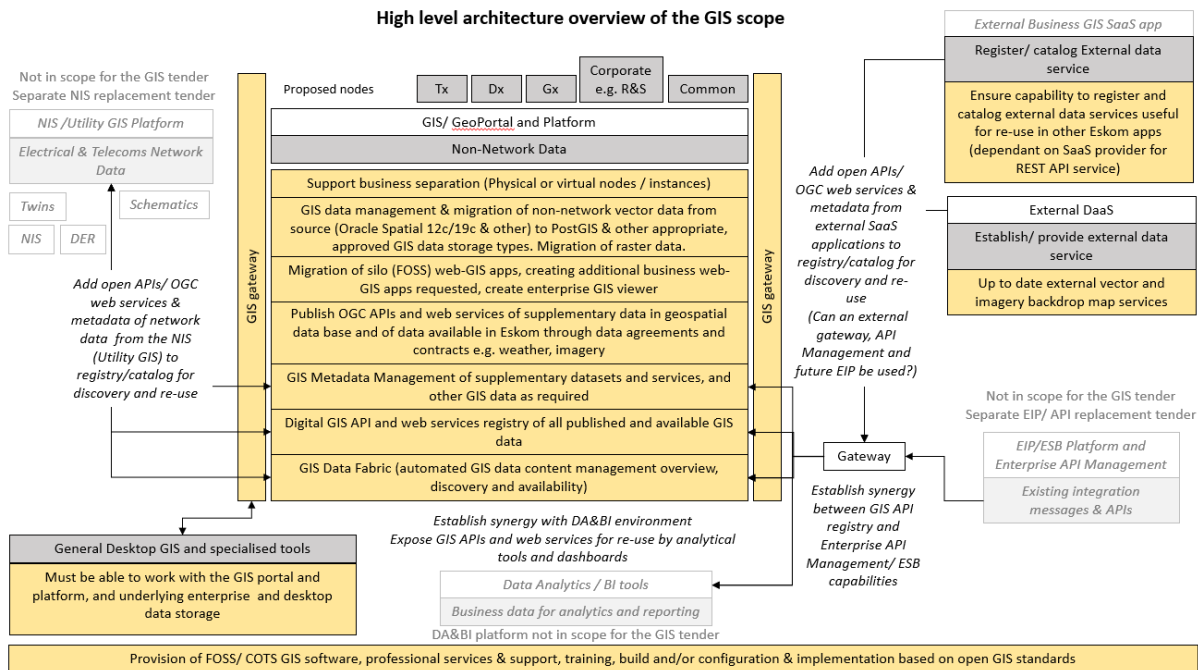 High level architecture overview of the GIS scope
Not in scope for the GIS tender
Separate NIS replacement tender
NIS /Utility GIS Platform
Electrical & Telecoms Network
Data
Twins
Schematics
NIS
DER
Add open APIs/ OGC
web services &
metadata of network
data from the NIS
(Utility GIS) to
registry/catalog for
discovery and re-use
GIS gateway
Proposed nodes
Tx
Dx
Gx
Corporate
e.g. R&S
Common
GIS/ GeoPortal and Platform
Non-Network Data
Support business separation (Physical or virtual nodes / instances)
GIS data management & migration of non-network vector data from
source (Oracle Spatial 12c/19c & other) to PostGIS & other appropriate,
approved GIS data storage types. Migration of raster data.
Migration of silo (FOSS) web-GIS apps, creating additional business web-
GIS apps requested, create enterprise GIS viewer
Publish OGC APIs and web services of supplementary data in geospatial
data base and of data available in Eskom through data agreements and
contracts e.g. weather, imagery
GIS Metadata Management of supplementary datasets and services, and
other GIS data as required
Digital GIS API and web services registry of all published and available GIS
data
GIS Data Fabric (automated GIS data content management overview,
discovery and availability)
GIS gateway
External Business GIS SaaS app
Register/ catalog External data
service
Ensure capability to register and
catalog external data services useful
for re-use in other Eskom apps
(dependant on SaaS provider for
REST API service)
Add open APIs/
OGC web services &
metadata from
external SaaS
applications to
registry/catalog for
discovery and re-
use
(Can an external
gateway, API
Management and
future EIP be used?)
External DaaS
Establish/ provide external data
service
Up to date external vector and
imagery backdrop map services
Not in scope for the GIS tender
Separate EIP/ API replacement tender
EIP/ESB Platform and
Enterprise API Management
Existing integration
messages & APIs
Gateway
Establish synergy
between GIS API
registry and
Enterprise API
Management/ ESB
capabilities
General Desktop GIS and specialised tools
Must be able to work with the GIS portal and
platform, and underlying enterprise and desktop
data storage
Establish synergy with DA&BI environment
Expose GIS APIs and web services for re-use by analytical
tools and dashboards
Data Analytics / BI tools
Business data for analytics and reporting
DA&BI platform not in scope for the GIS tender
Provision of FOSS/ COTS GIS software, professional services & support, training, build and/or configuration & implementation based on open GIS standards